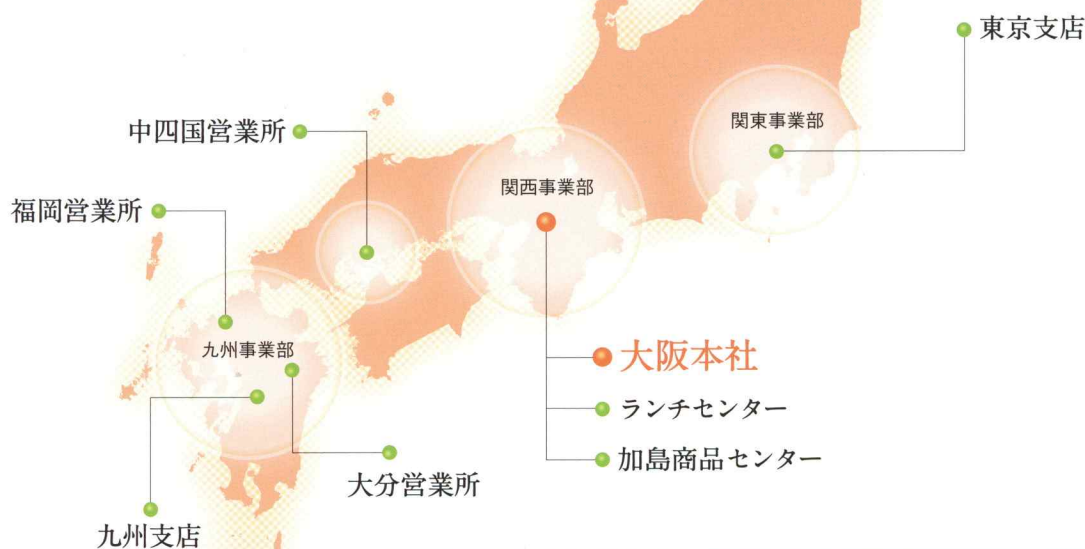 東京支店
関東事業部
中四国営業所
関西事業部
福岡営業所
九州事業部
大阪本社
ランチセンター
加島商品センター
大分営業所
九州支店